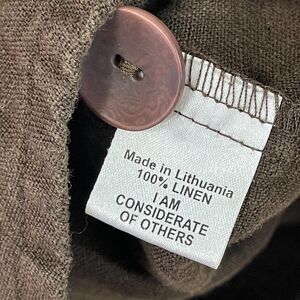 Made in Lithuania
100% LINEN
I AM
CONSIDERATE
OF OTHERS